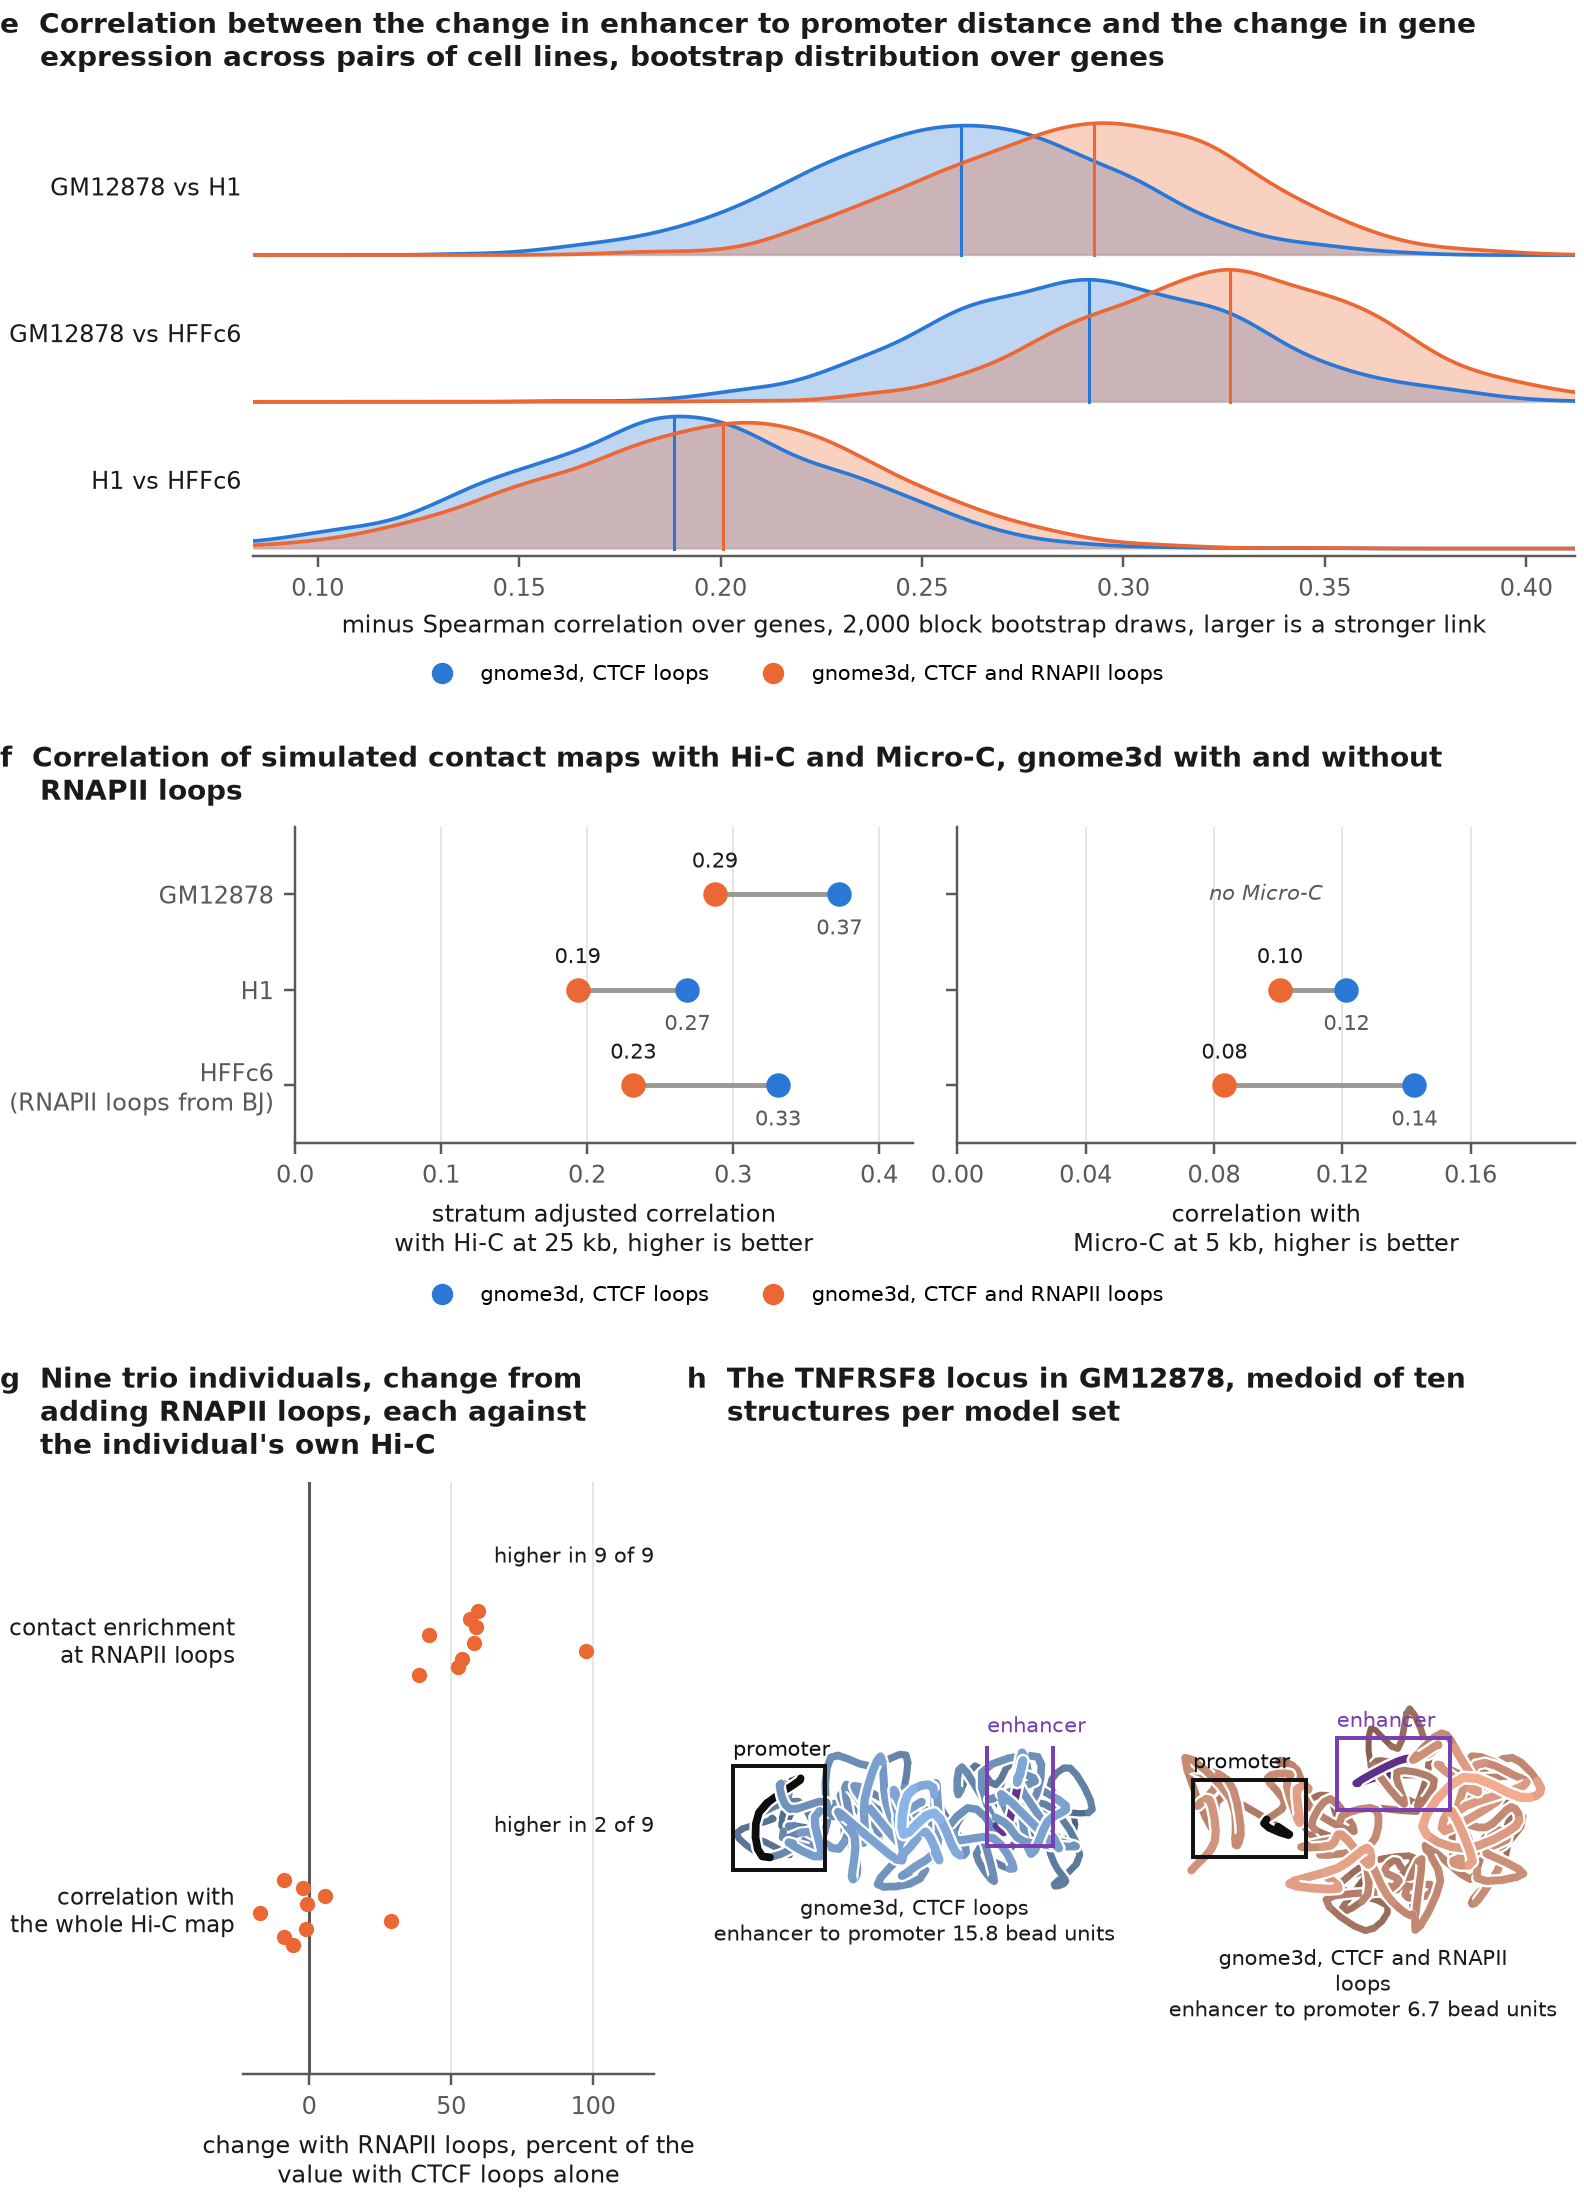 e Correlation between the change in enhancer to promoter distance and the change in gene
expression across pairs of cell lines, bootstrap distribution over genes
GM12878 vs H1
GM12878 vs HFFc6
H1 vs HFFc6
0.10 0.15 0.20 0.25 0.30 0.35 0.40
minus Spearman correlation over genes, 2,000 block bootstrap draws, larger is a stronger link
gnome3d, CTCF loops gnome3d, CTCF and RNAPII loops
f Correlation of simulated contact maps with Hi-C and Micro-C, gnome3d with and without
RNAPII loops
0.29
GM12878
0.37
0.19
H1
0.27
0.23
HFFc6
(RNAPII loops from BJ)
0.33
0.0 0.1 0.2 0.3 0.4
stratum adjusted correlation
with Hi-C at 25 kb, higher is better
no Micro-C
0.10
0.12
0.08
0.14
0.00 0.04 0.08 0.12 0.16
correlation with
Micro-C at 5 kb, higher is better
gnome3d, CTCF loops gnome3d, CTCF and RNAPII loops
g Nine trio individuals, change from
adding RNAPII loops, each against
the individual's own Hi-C
higher in 9 of 9
contact enrichment
at RNAPII loops
higher in 2 of 9
correlation with
the whole Hi-C map
0 50 100
change with RNAPII loops, percent of the
value with CTCF loops alone
h The TNFRSF8 locus in GM12878, medoid of ten
structures per model set
enhancer
promoter
gnome3d, CTCF loops
enhancer to promoter 15.8 bead units
enhancer
promoter
gnome3d, CTCF and RNAPII
loops
enhancer to promoter 6.7 bead units